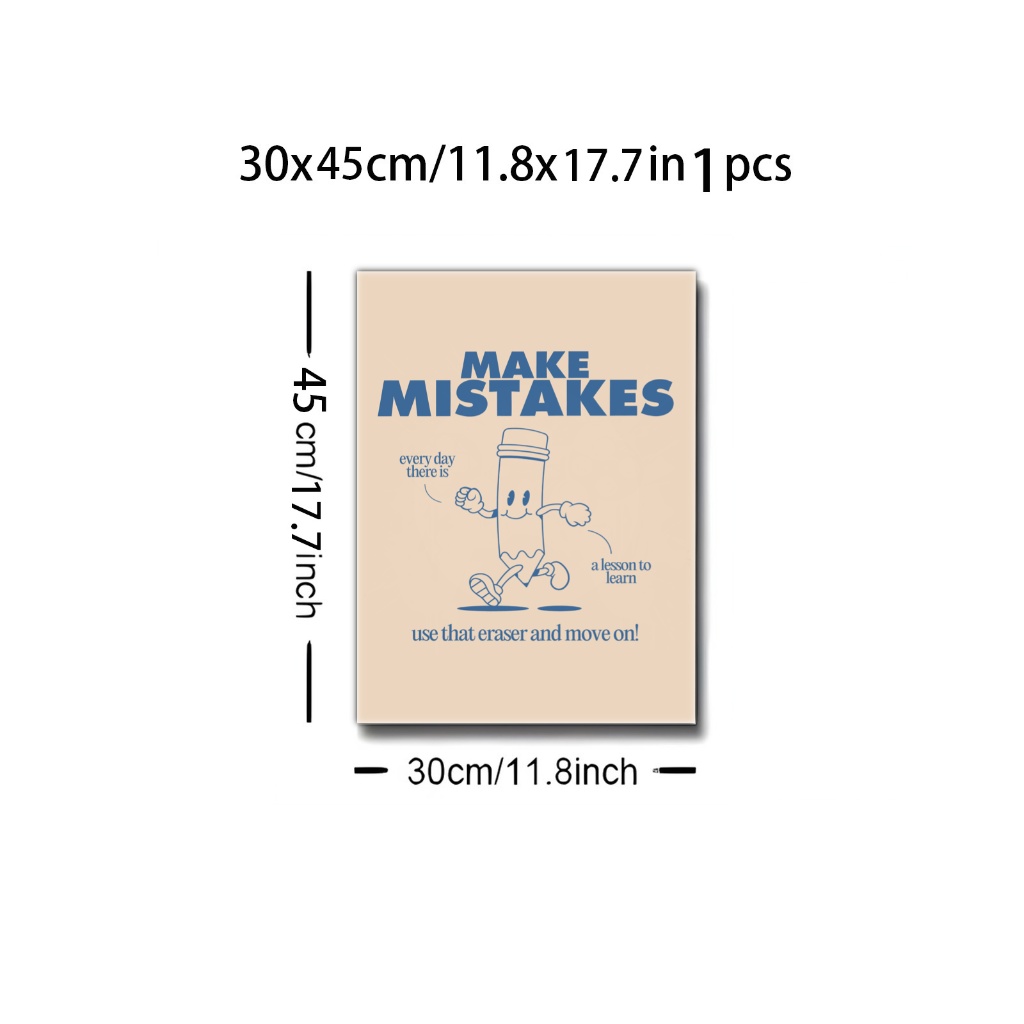 30x45cm/11.8x17.7in 1 pcs
45 cm/17.7inch
MAKE
MISTAKES
every day
there is
a lesson to
learn
use that eraser and move on!
30cm/11.8inch